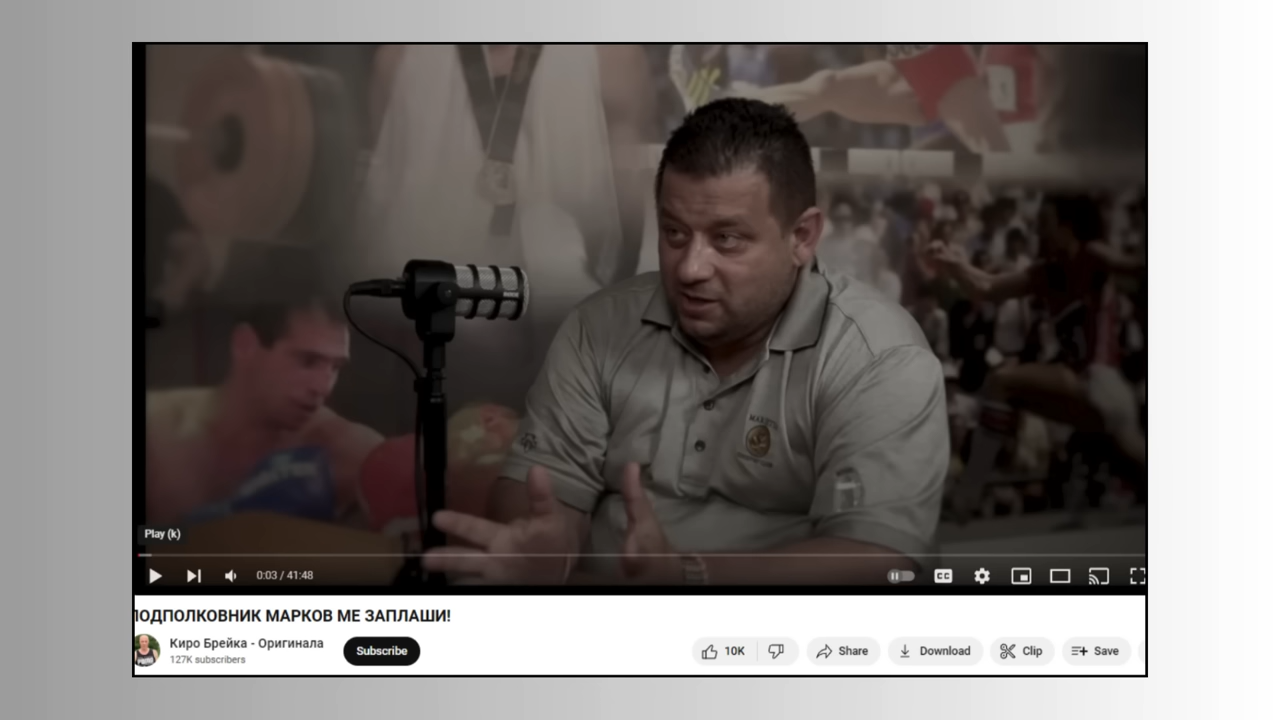 Play (k)
0:03 / 41:48
CC
ПОДПОЛКОВНИК МАРКОВ МЕ ЗАПЛАШИ!
Киро Брейка - Оригинала
127K subscribers
Subscribe
10K
Share
Download
Clip
Save